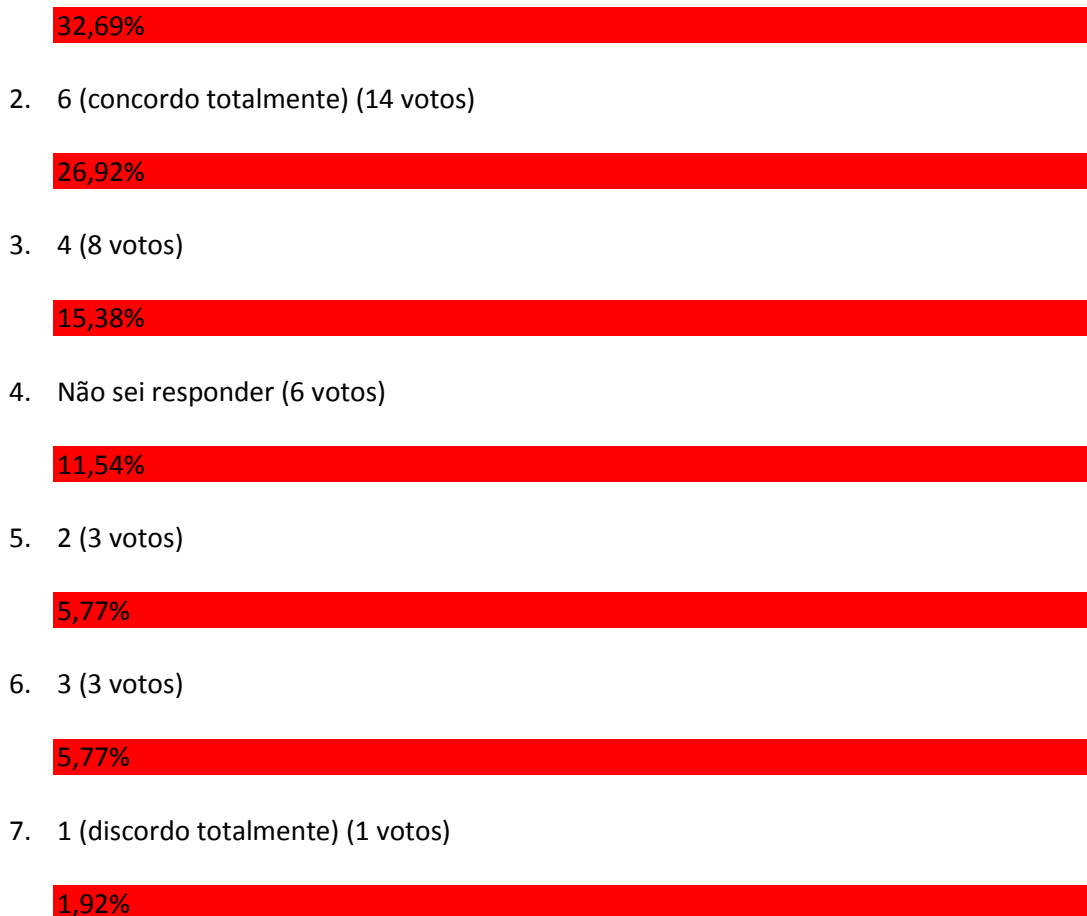 32,69%
2. 6 (concordo totalmente) (14 votos)
26,92%
3. 4 (8 votos)
15,38%
4. Não sei responder (6 votos)
11,54%
5. 2 (3 votos)
5,77%
6. 3 (3 votos)
5,77%
7. 1 (discordo totalmente) (1 votos)
1,92%